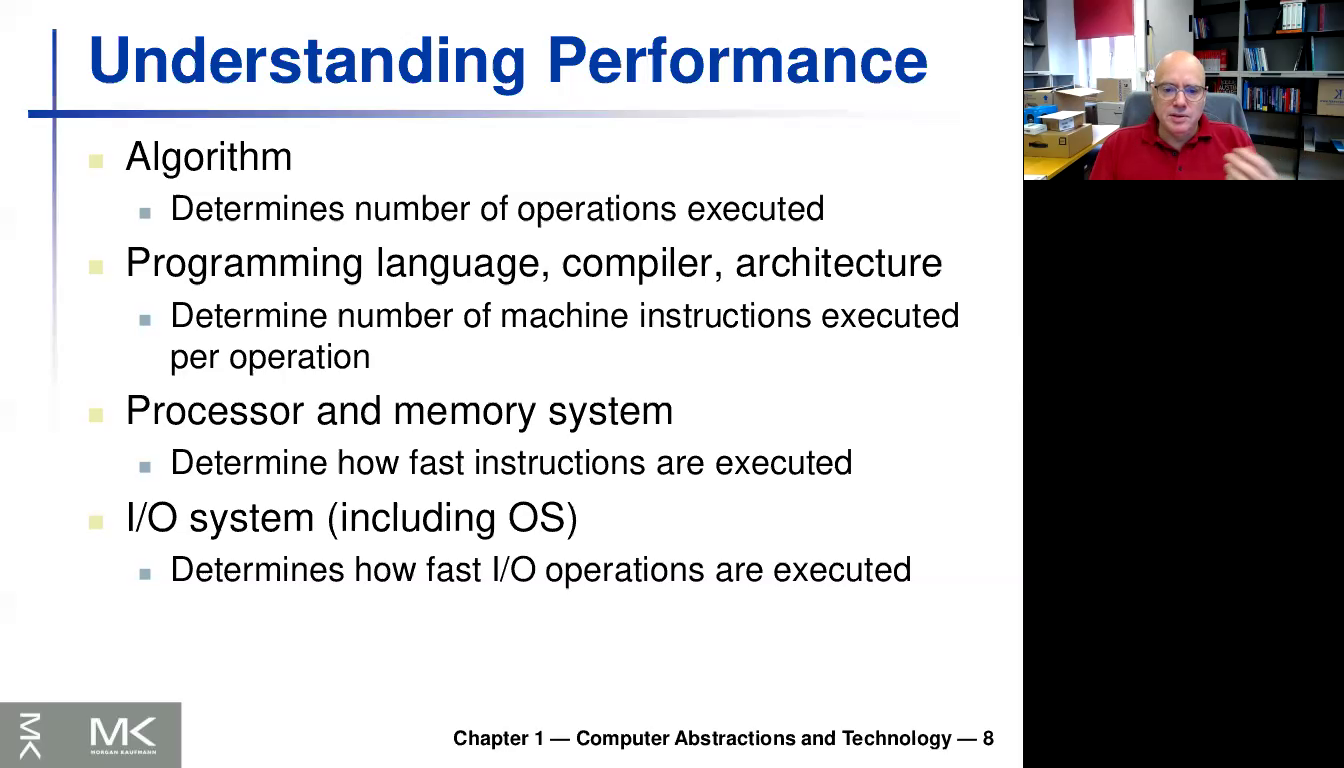 Understanding Performance
Algorithm
Determines number of operations executed
Programming language, compiler, architecture
Determine number of machine instructions executed
per operation
Processor and memory system
Determine how fast instructions are executed
I/O system (including OS)
Determines how fast I/O operations are executed
MK
MK
MORGAN KAUFMANN
Chapter 1 — Computer Abstractions and Technology — 8